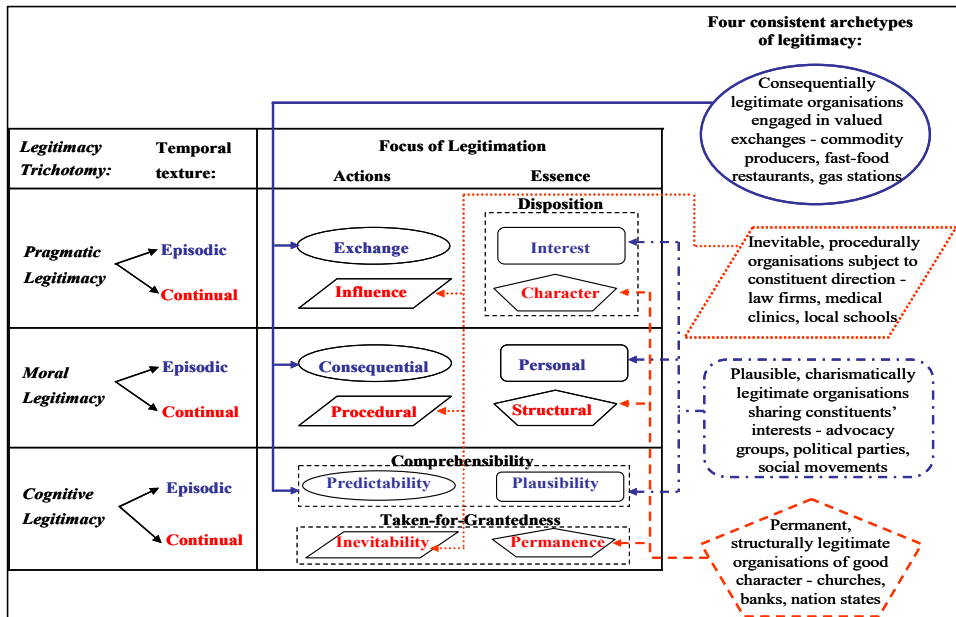 Four consistent archetypes
of legitimacy:
Consequentially
legitimate organisations
engaged in valued
exchanges - commodity
producers, fast-food
restaurants, gas stations
Legitimacy
Trichotomy:
Temporal
texture:
Focus of Legitimation
Actions
Essence
Disposition
Pragmatic
Legitimacy
Episodic
Continual
Exchange
Interest
Influence
Character
Inevitable, procedurally
organisations subject to
constituent direction -
law firms, medical
clinics, local schools
Moral
Legitimacy
Episodic
Continual
Consequential
Personal
Procedural
Structural
Plausible, charismatically
legitimate organisations
sharing constituents’
interests - advocacy
groups, political parties,
social movements
Cognitive
Legitimacy
Episodic
Continual
Comprehensibility
Predictability
Plausibility
Taken-for-Grantedness
Inevitability
Permanence
Permanent,
structurally legitimate
organisations of good
character - churches,
banks, nation states